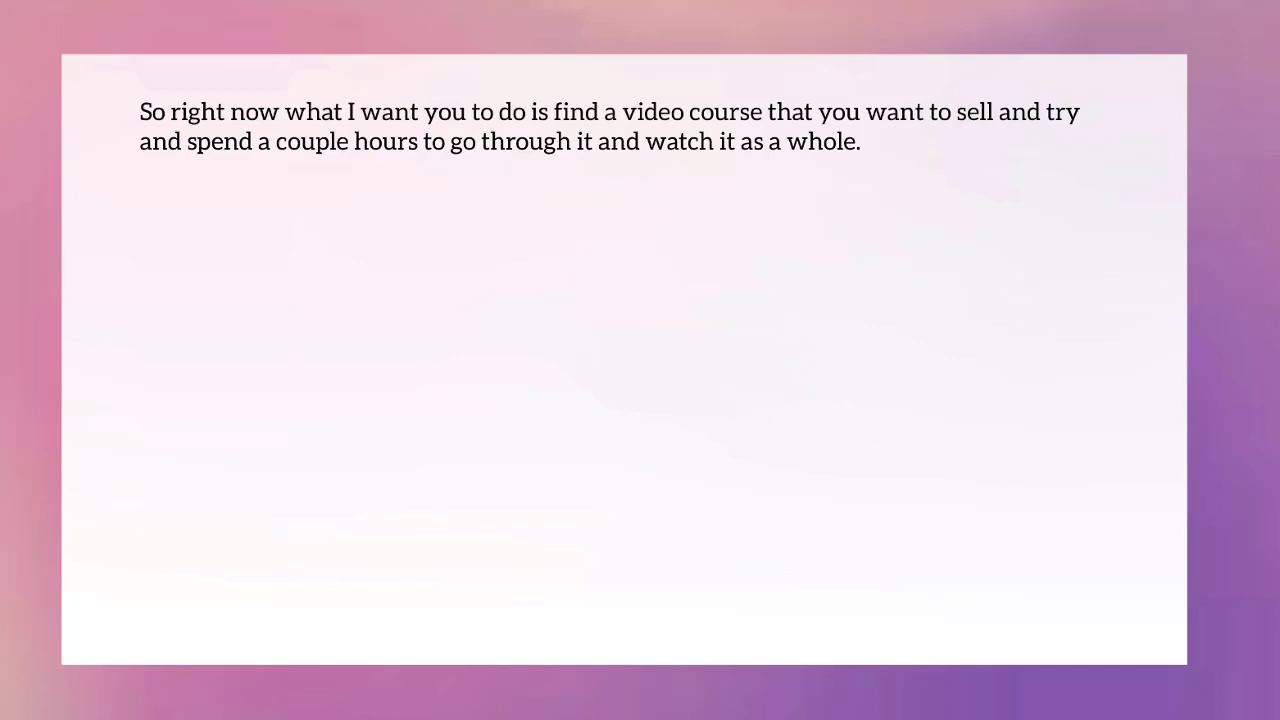 So right now what I want you to do is find a video course that you want to sell and try
and spend a couple hours to go through it and watch it as a whole.